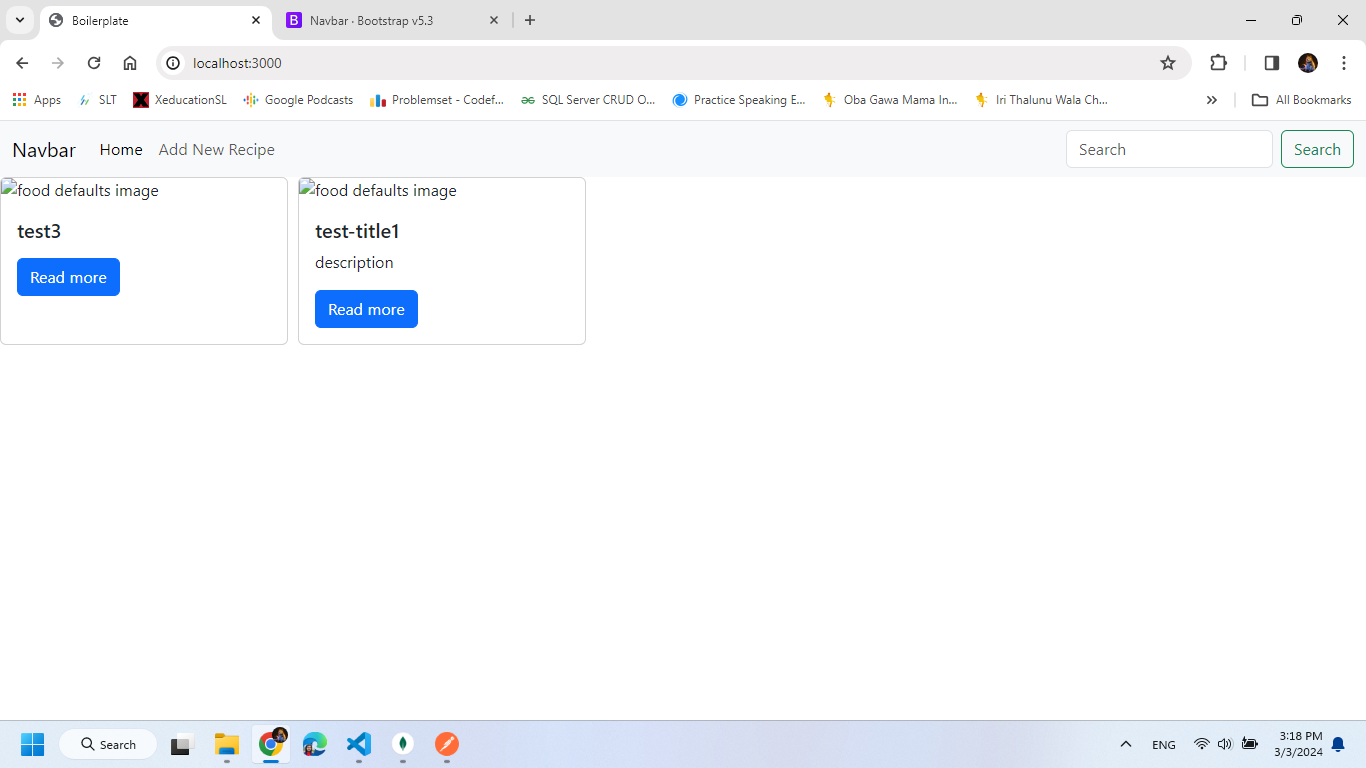 Boilerplate
Navbar · Bootstrap v5.3
localhost:3000
Apps SLT XeducationSL Google Podcasts Problemset - Codef... SQL Server CRUD O... Practice Speaking E... Oba Gawa Mama In... Iri Thalunu Wala Ch... All Bookmarks
Navbar Home Add New Recipe Search Search
food defaults image food defaults image
test3 test-title1
description
Read more
Read more
Search ENG 3:18 PM
3/3/2024